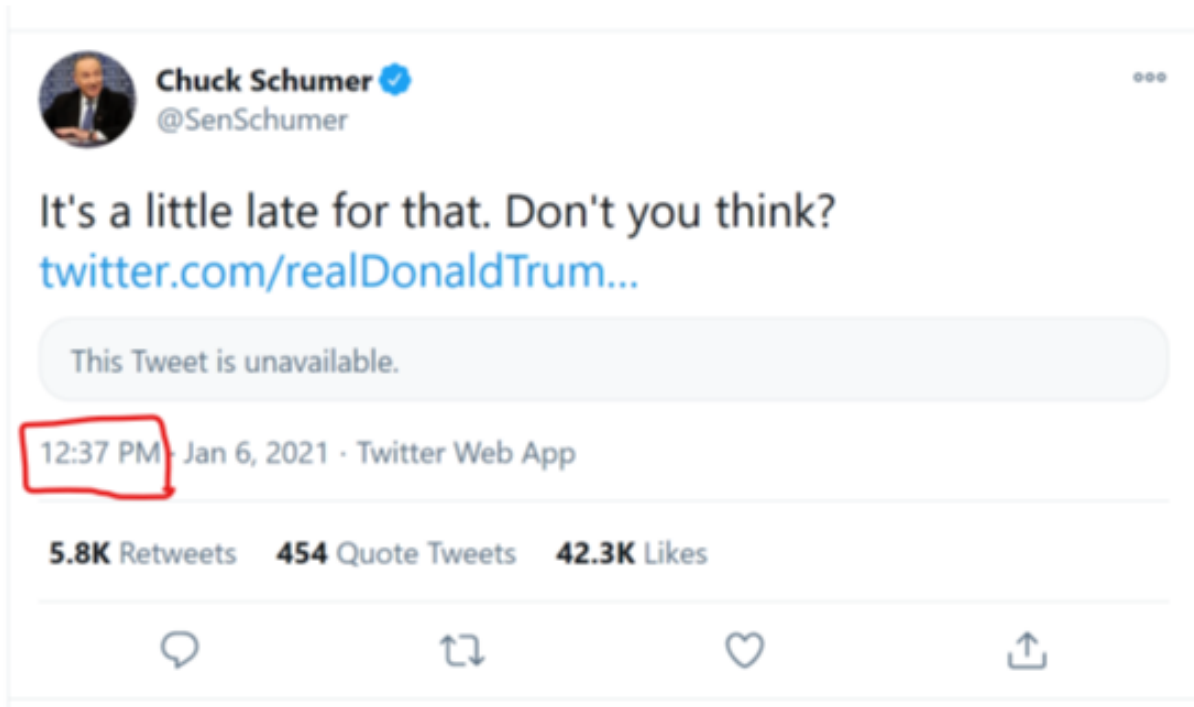 Chuck Schumer
@SenSchumer
It's a little late for that. Don't you think?
twitter.com/realDonaldTrum...
This Tweet is unavailable.
12:37 PM · Jan 6, 2021 · Twitter Web App
5.8K Retweets 454 Quote Tweets 42.3K Likes